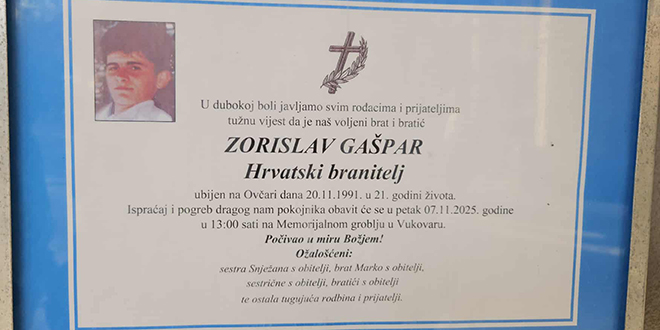 U dubokoj boli javljamo svim rođacima i prijateljima
tužnu vijest da je naš voljeni brat i bratić
ZORISLAV GAŠPAR
Hrvatski branitelj
ubijen na Ovčari dana 20.11.1991. u 21. godini života.
Ispraćaj i pogreb dragog nam pokojnika obavit će se u petak 07.11.2025. godine
u 13:00 sati na Memorijalnom groblju u Vukovaru.
Počivao u miru Božjem!
Ožalošćeni:
sestra Snježana s obitelji, brat Marko s obitelji,
sestrične s obitelji, bratići s obitelji
te ostala tugujuća rodbina i prijatelji.